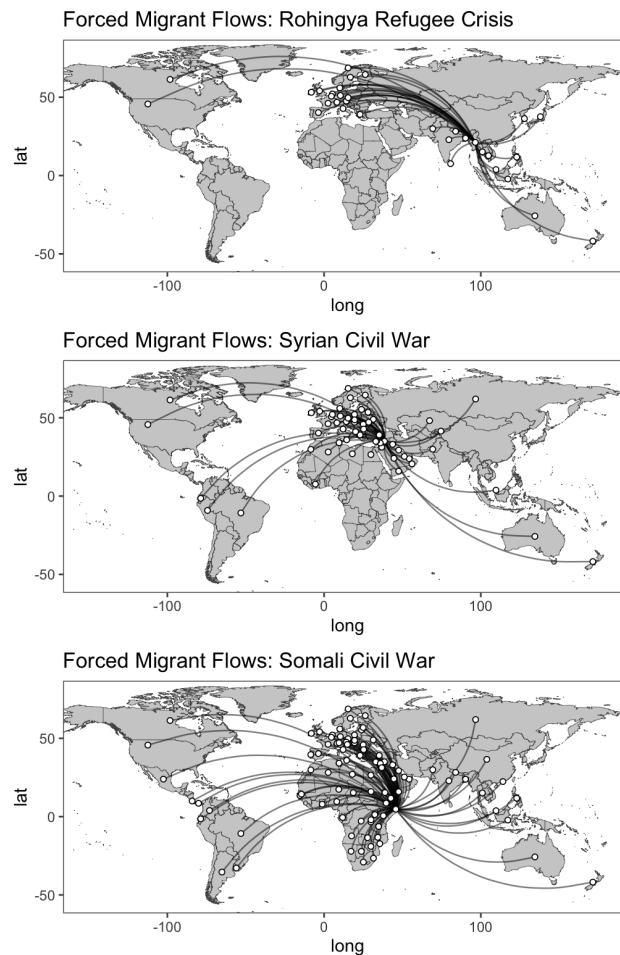 Forced Migrant Flows: Rohingya Refugee Crisis
50
0
-50
lat
-100
0
100
long
Forced Migrant Flows: Syrian Civil War
50
0
-50
lat
-100
0
100
long
Forced Migrant Flows: Somali Civil War
50
0
-50
lat
-100
0
100
long